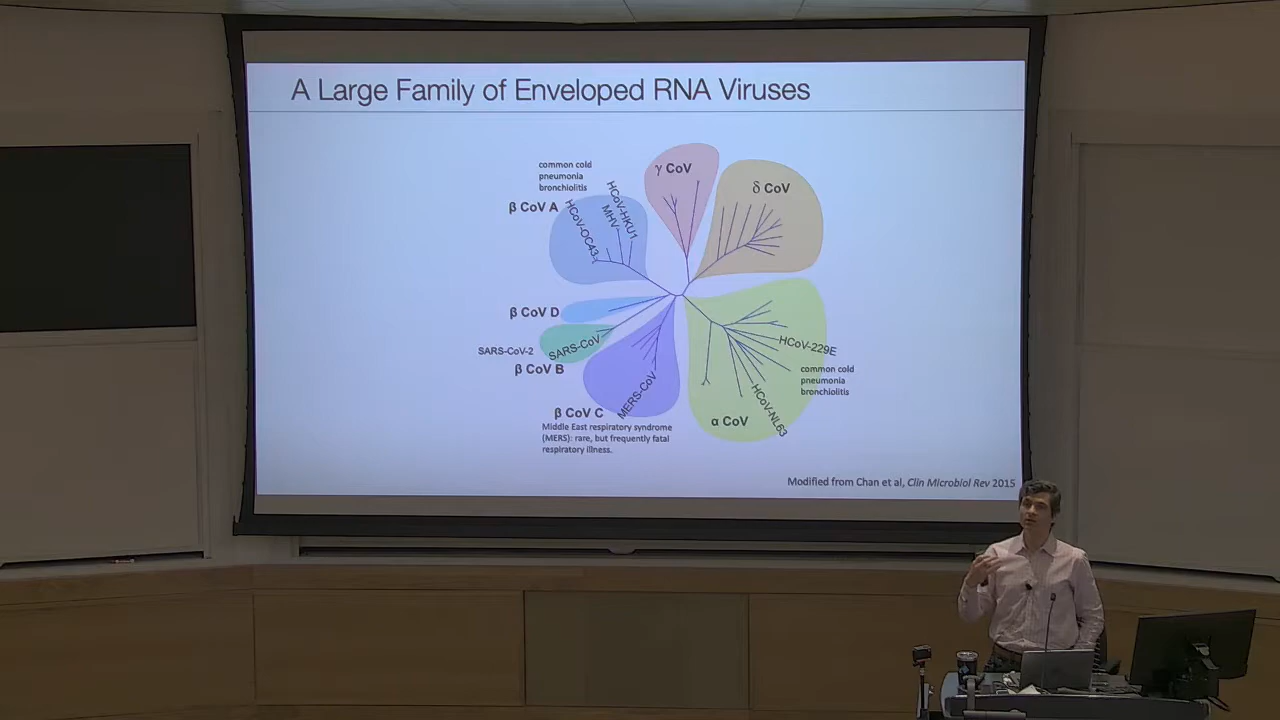 A Large Family of Enveloped RNA Viruses
common cold
pneumonia
bronchiolitis
γ CoV
δ CoV
β CoV A
HCoV-OC43
MHV
HCoV-HKU1
β CoV D
SARS-CoV-2
SARS-CoV
β CoV B
HCoV-229E
common cold
pneumonia
bronchiolitis
MERS-CoV
HCoV-NL63
β CoV C
α CoV
Middle East respiratory syndrome
(MERS): rare, but frequently fatal
respiratory illness.
Modified from Chan et al, Clin Microbiol Rev 2015